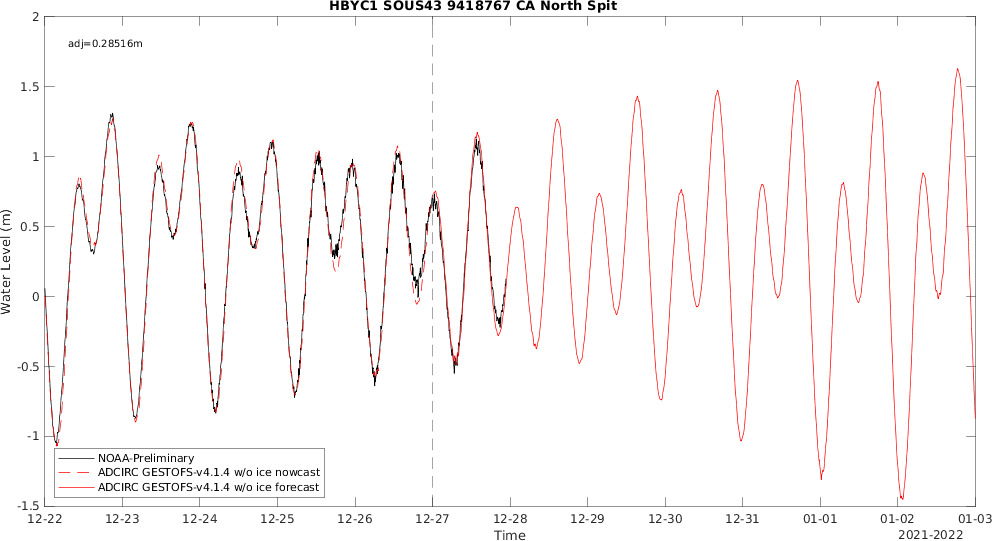 HBYC1 SOUS43 9418767 CA North Spit
adj=0.28516m
Water Level (m)
2
1.5
1
0.5
0
-0.5
-1
-1.5
NOAA-Preliminary
ADCIRC GESTOFS-v4.1.4 w/o ice nowcast
ADCIRC GESTOFS-v4.1.4 w/o ice forecast
12-22 12-23 12-24 12-25 12-26 12-27 12-28 12-29 12-30 12-31 01-01 01-02 01-03
Time
2021-2022